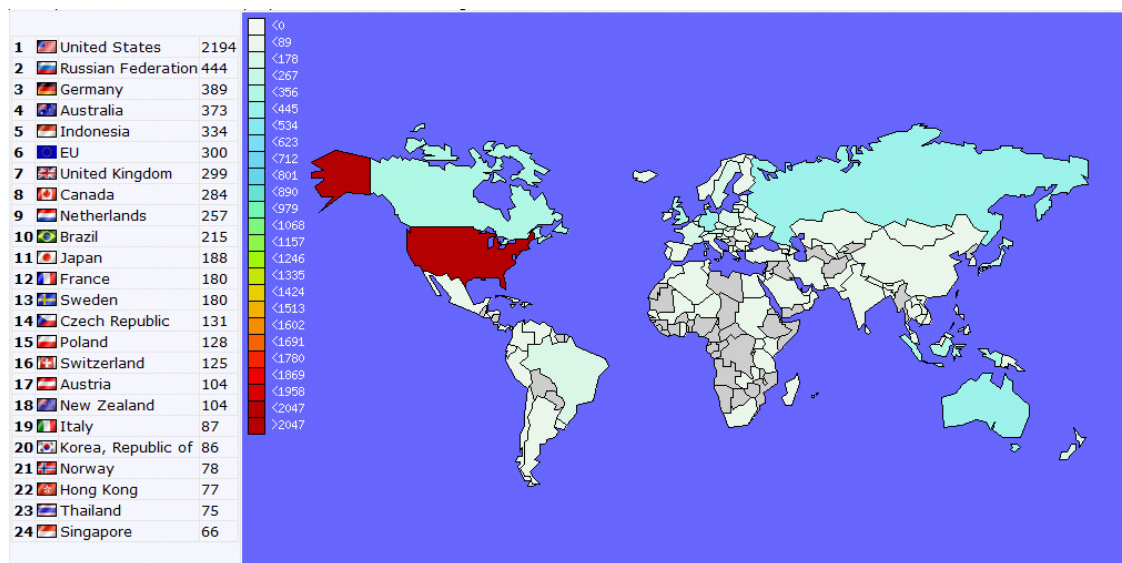 1 United States 2194
2 Russian Federation 444
3 Germany 389
4 Australia 373
5 Indonesia 334
6 EU 300
7 United Kingdom 299
8 Canada 284
9 Netherlands 257
10 Brazil 215
11 Japan 188
12 France 180
13 Sweden 180
14 Czech Republic 131
15 Poland 128
16 Switzerland 125
17 Austria 104
18 New Zealand 104
19 Italy 87
20 Korea, Republic of 86
21 Norway 78
22 Hong Kong 77
23 Thailand 75
24 Singapore 66
<0
<89
<178
<267
<356
<445
<534
<623
<712
<801
<890
<979
<1068
<1157
<1246
<1335
<1424
<1513
<1602
<1691
<1780
<1869
<1958
<2047
>2047